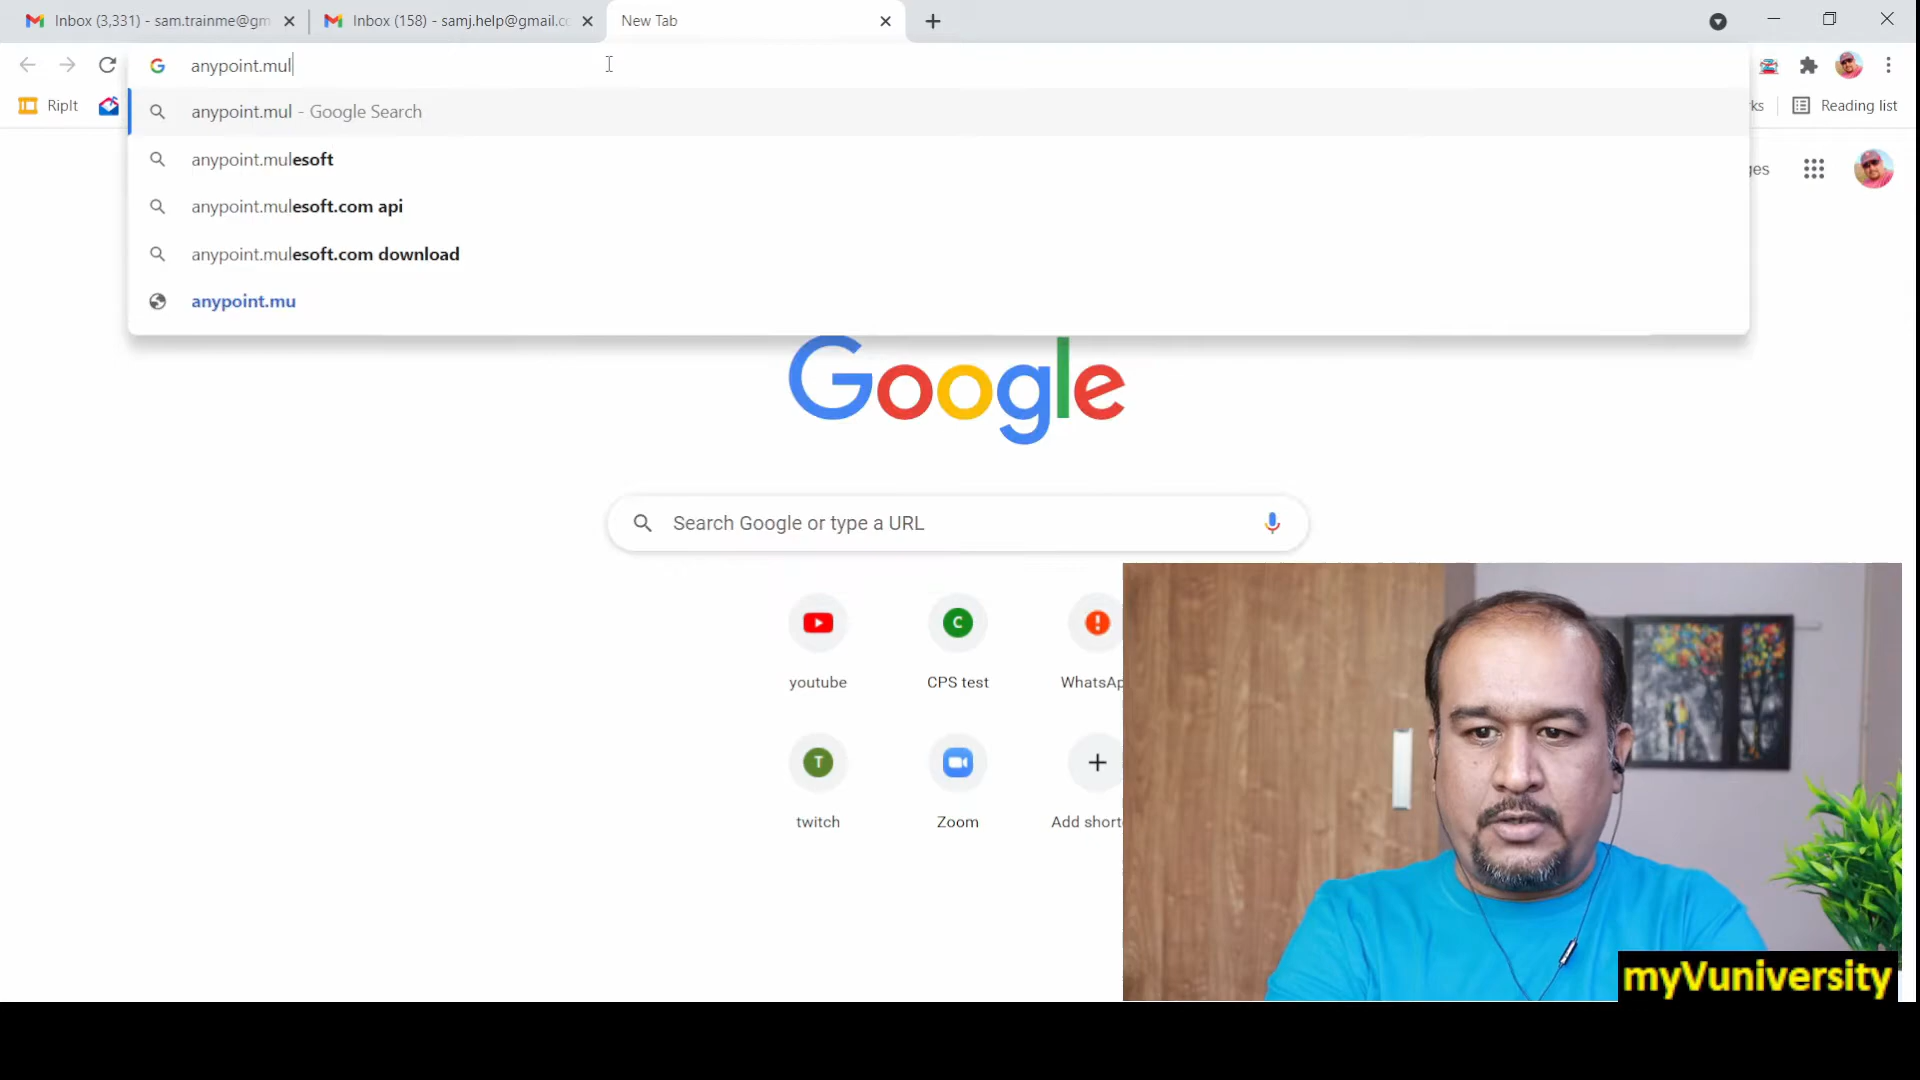 Inbox (3,331) - sam.trainme@gm
Inbox (158) - samj.help@gmail.c
New Tab
anypoint.mul
RipIt
Reading list
anypoint.mul - Google Search
anypoint.mulesoft
anypoint.mulesoft.com api
anypoint.mulesoft.com download
anypoint.mu
Google
Search Google or type a URL
youtube
CPS test
WhatsAp
twitch
Zoom
Add short
myVuniversity